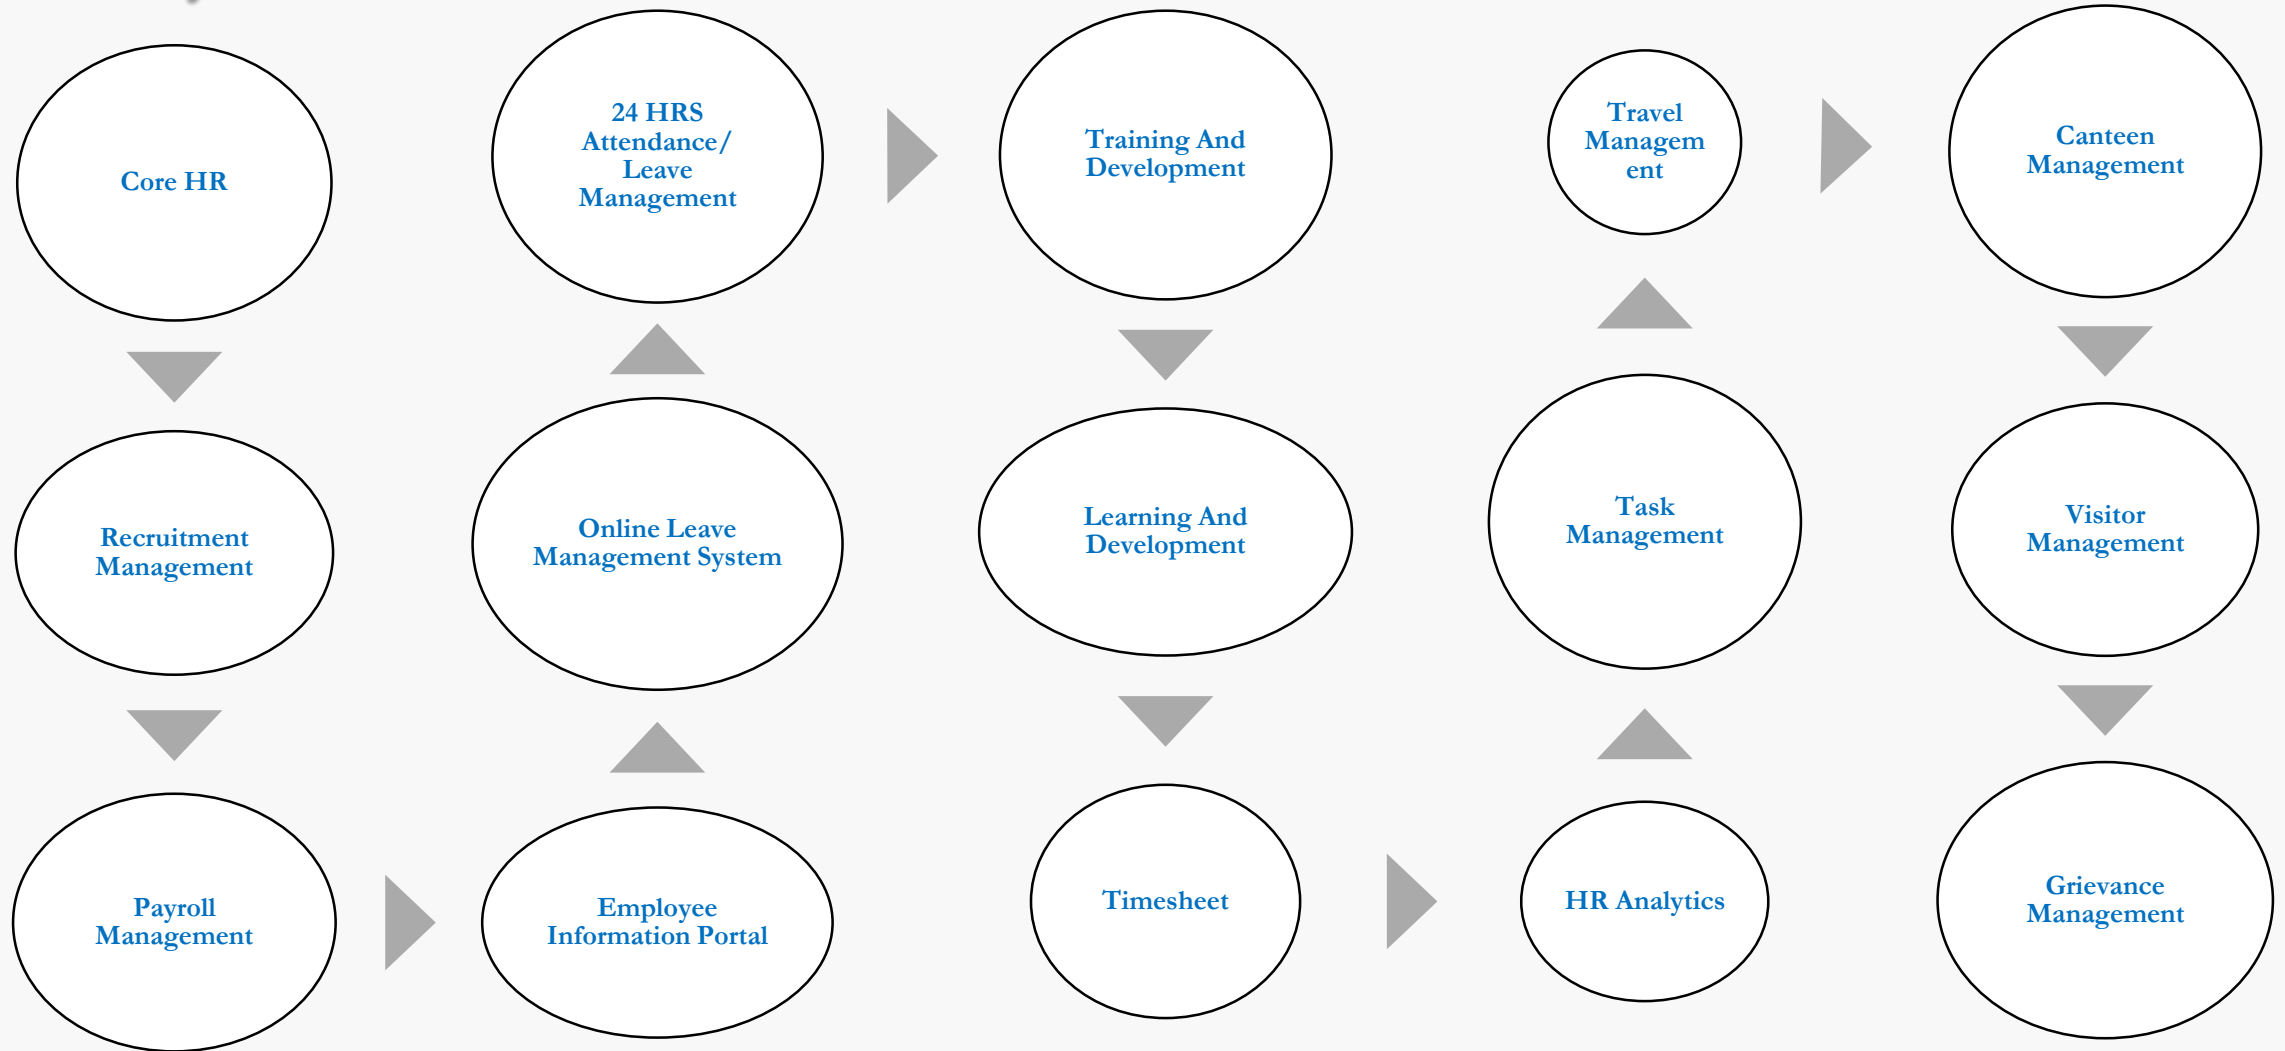 Core HR
Recruitment
Management
Payroll
Management
Employee
Information Portal
Online Leave
Management System
24 HRS
Attendance/
Leave
Management
Training And
Development
Learning And
Development
Timesheet
HR Analytics
Task
Management
Travel
Managem
ent
Canteen
Management
Visitor
Management
Grievance
Management